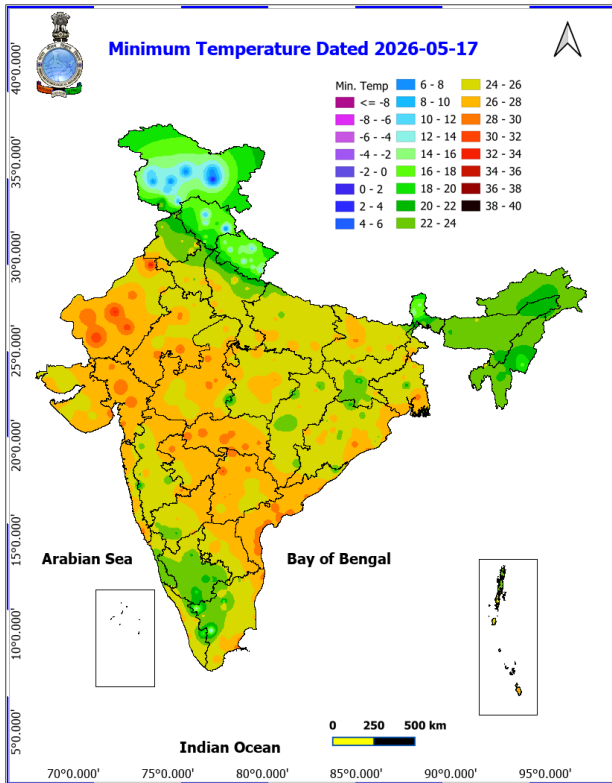 Minimum Temperature Dated 2026-05-17
Min. Temp
<= -8
-8 - -6
-6 - -4
-4 - -2
-2 - 0
0 - 2
2 - 4
4 - 6
6 - 8
8 - 10
10 - 12
12 - 14
14 - 16
16 - 18
18 - 20
20 - 22
22 - 24
24 - 26
26 - 28
28 - 30
30 - 32
32 - 34
34 - 36
36 - 38
38 - 40
40°0.000'
35°0.000'
30°0.000'
25°0.000'
20°0.000'
15°0.000'
10°0.000'
5°0.000'
Arabian Sea
Bay of Bengal
Indian Ocean
0 250 500 km
70°0.000' 75°0.000' 80°0.000' 85°0.000' 90°0.000' 95°0.000'